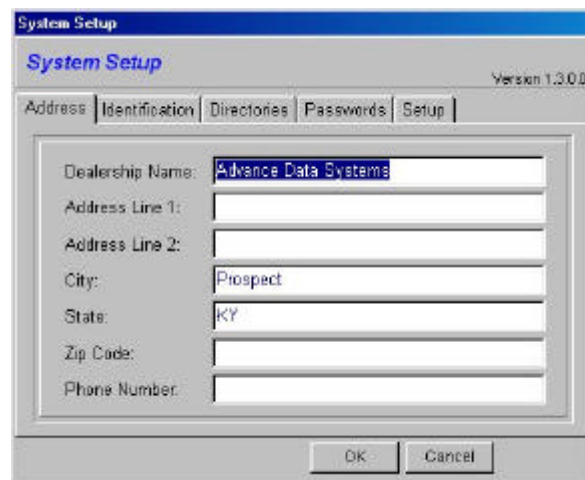 System Setup
System Setup
Version 1.3.0.0
Address Identification Directories Passwords Setup
Dealership Name: Advance Data Systems
Address Line 1:
Address Line 2:
City: Prospect
State: KY
Zip Code:
Phone Number:
OK Cancel